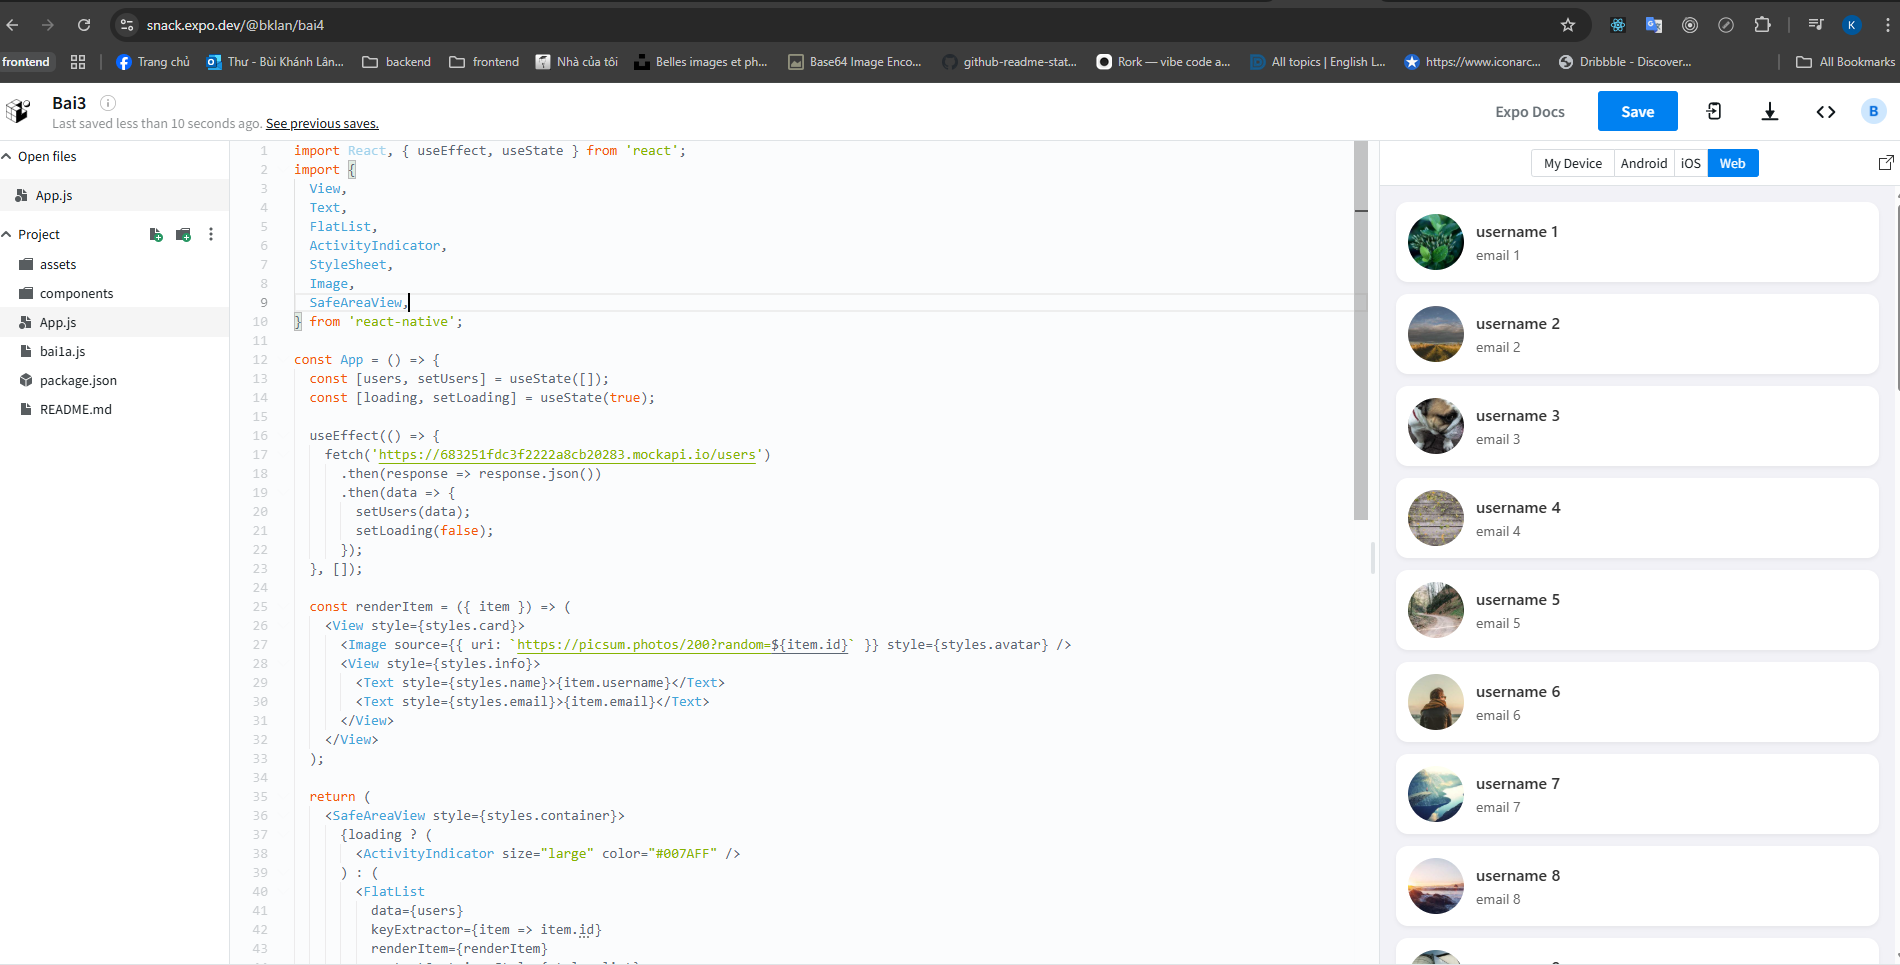 snack.expo.dev/@bklan/bai4
K
frontend
Trang chủ
Thư - Bùi Khánh Lân...
backend
frontend
Nhà của tôi
Belles images et ph...
Base64 Image Enco...
github-readme-stat...
Rork — vibe code a...
All topics | English L...
https://www.iconarc...
Dribbble - Discover...
All Bookmarks
Bai3
Last saved less than 10 seconds ago. See previous saves.
Expo Docs
Save
B
Open files
App.js
Project
assets
components
App.js
bai1a.js
package.json
README.md
1 import React, { useEffect, useState } from 'react';
2 import {
3 View,
4 Text,
5 FlatList,
6 ActivityIndicator,
7 StyleSheet,
8 Image,
9 SafeAreaView,
10 } from 'react-native';
11
12 const App = () => {
13 const [users, setUsers] = useState([]);
14 const [loading, setLoading] = useState(true);
15
16 useEffect(() => {
17 fetch('https://683251fdc3f2222a8cb20283.mockapi.io/users')
18 .then(response => response.json())
19 .then(data => {
20 setUsers(data);
21 setLoading(false);
22 });
23 }, []);
24
25 const renderItem = ({ item }) => (
26 <View style={styles.card}>
27 <Image source={{ uri: `https://picsum.photos/200?random=${item.id}` }} style={styles.avatar} />
28 <View style={styles.info}>
29 <Text style={styles.name}>{item.username}</Text>
30 <Text style={styles.email}>{item.email}</Text>
31 </View>
32 </View>
33 );
34
35 return (
36 <SafeAreaView style={styles.container}>
37 {loading ? (
38 <ActivityIndicator size="large" color="#007AFF" />
39 ) : (
40 <FlatList
41 data={users}
42 keyExtractor={item => item.id}
43 renderItem={renderItem}
My Device
Android
iOS
Web
username 1
email 1
username 2
email 2
username 3
email 3
username 4
email 4
username 5
email 5
username 6
email 6
username 7
email 7
username 8
email 8